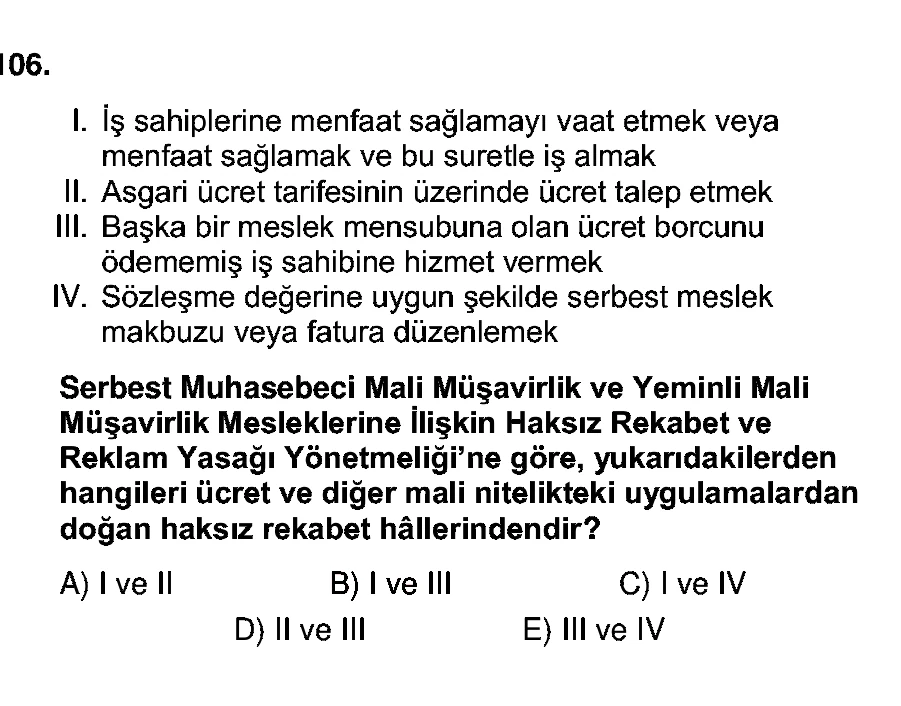 106.
I. İş sahiplerine menfaat sağlamayı vaat etmek veya
menfaat sağlamak ve bu suretle iş almak
II. Asgari ücret tarifesinin üzerinde ücret talep etmek
III. Başka bir meslek mensubuna olan ücret borcunu
ödememiş iş sahibine hizmet vermek
IV. Sözleşme değerine uygun şekilde serbest meslek
makbuzu veya fatura düzenlemek
Serbest Muhasebeci Mali Müşavirlik ve Yeminli Mali
Müşavirlik Mesleklerine İlişkin Haksız Rekabet ve
Reklam Yasağı Yönetmeliği’ne göre, yukarıdakilerden
hangileri ücret ve diğer mali nitelikteki uygulamalardan
doğan haksız rekabet hâllerindendir?
A) I ve II B) I ve III C) I ve IV
D) II ve III E) III ve IV